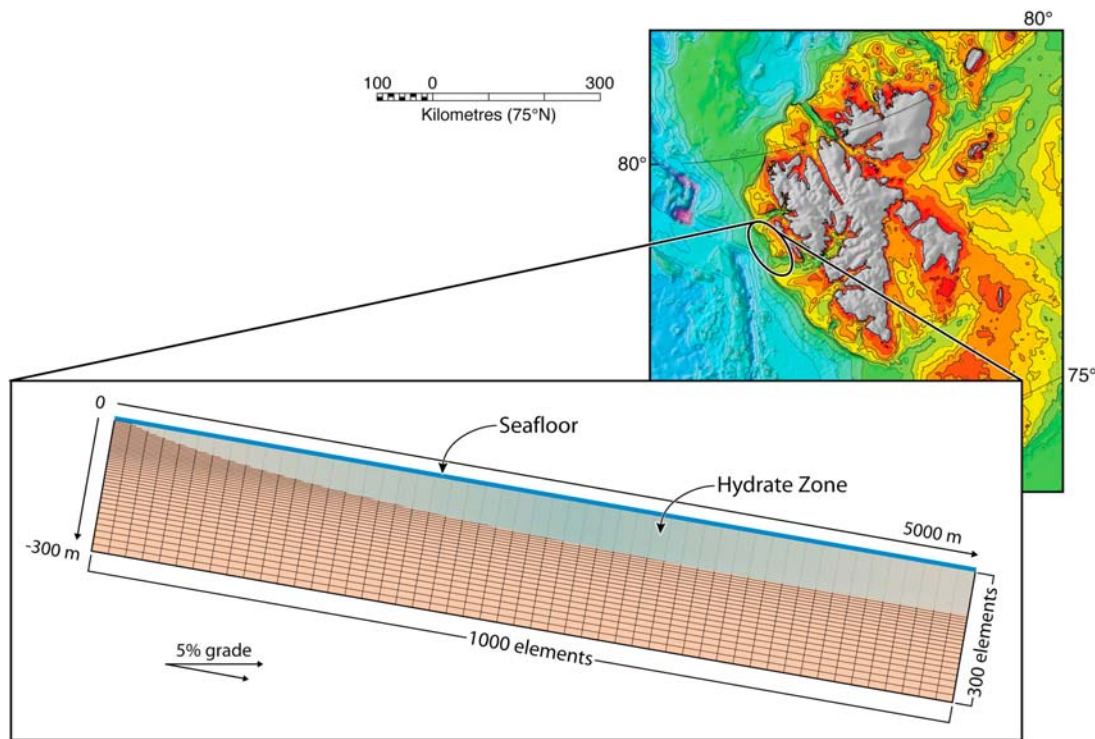 80°
100 0 300
Kilometres (75°N)
80°
75°
0
Seafloor
Hydrate Zone
5000 m
-300 m
1000 elements
300 elements
5% grade